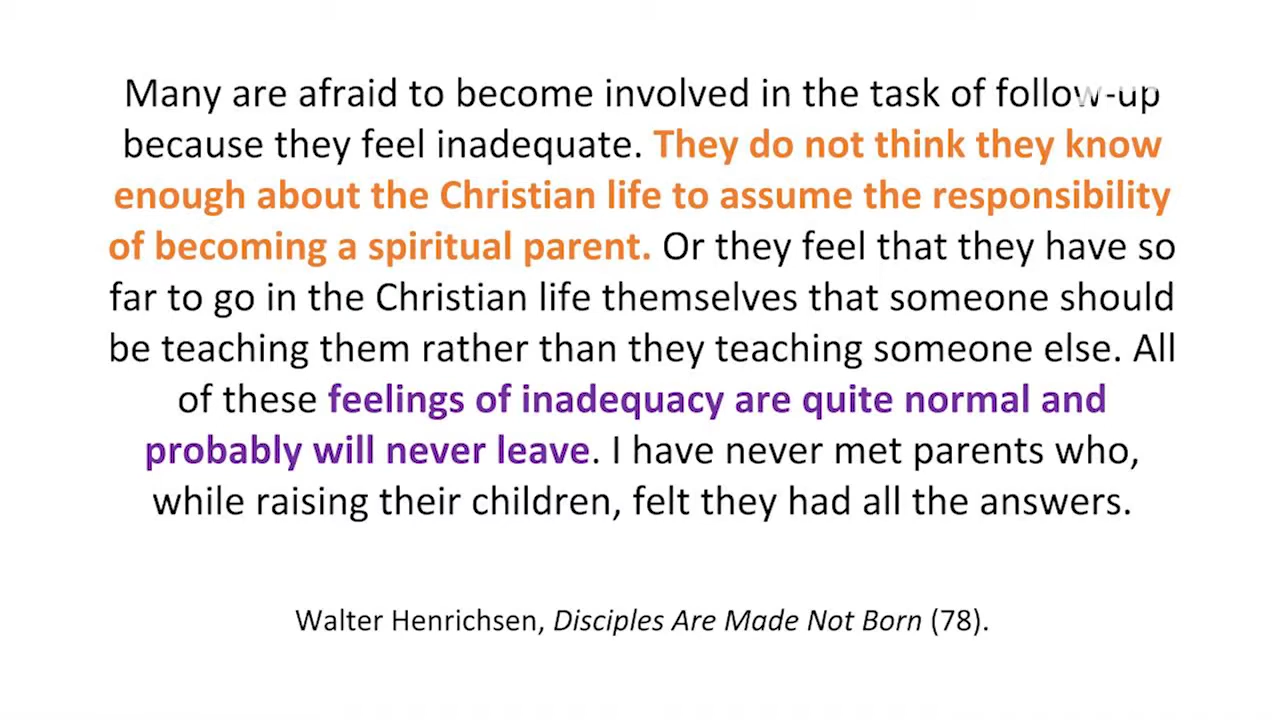 Many are afraid to become involved in the task of follow-up
because they feel inadequate. They do not think they know
enough about the Christian life to assume the responsibility
of becoming a spiritual parent. Or they feel that they have so
far to go in the Christian life themselves that someone should
be teaching them rather than they teaching someone else. All
of these feelings of inadequacy are quite normal and
probably will never leave. I have never met parents who,
while raising their children, felt they had all the answers.
Walter Henrichsen, Disciples Are Made Not Born (78).